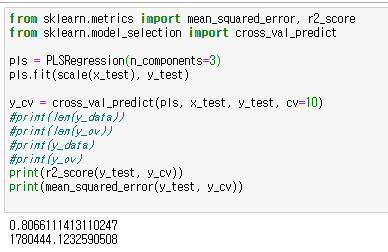 from sklearn.metrics import mean_squared_error, r2_score
from sklearn.model_selection import cross_val_predict

pls = PLSRegression(n_components=3)
pls.fit(scale(x_test), y_test)

y_cv = cross_val_predict(pls, x_test, y_test, cv=10)
#print(len(y_data))
#print(len(y_cv))
#print(y_data)
#print(y_cv)
print(r2_score(y_test, y_cv))
print(mean_squared_error(y_test, y_cv))

0.8066111413110247
1780444.1232590508